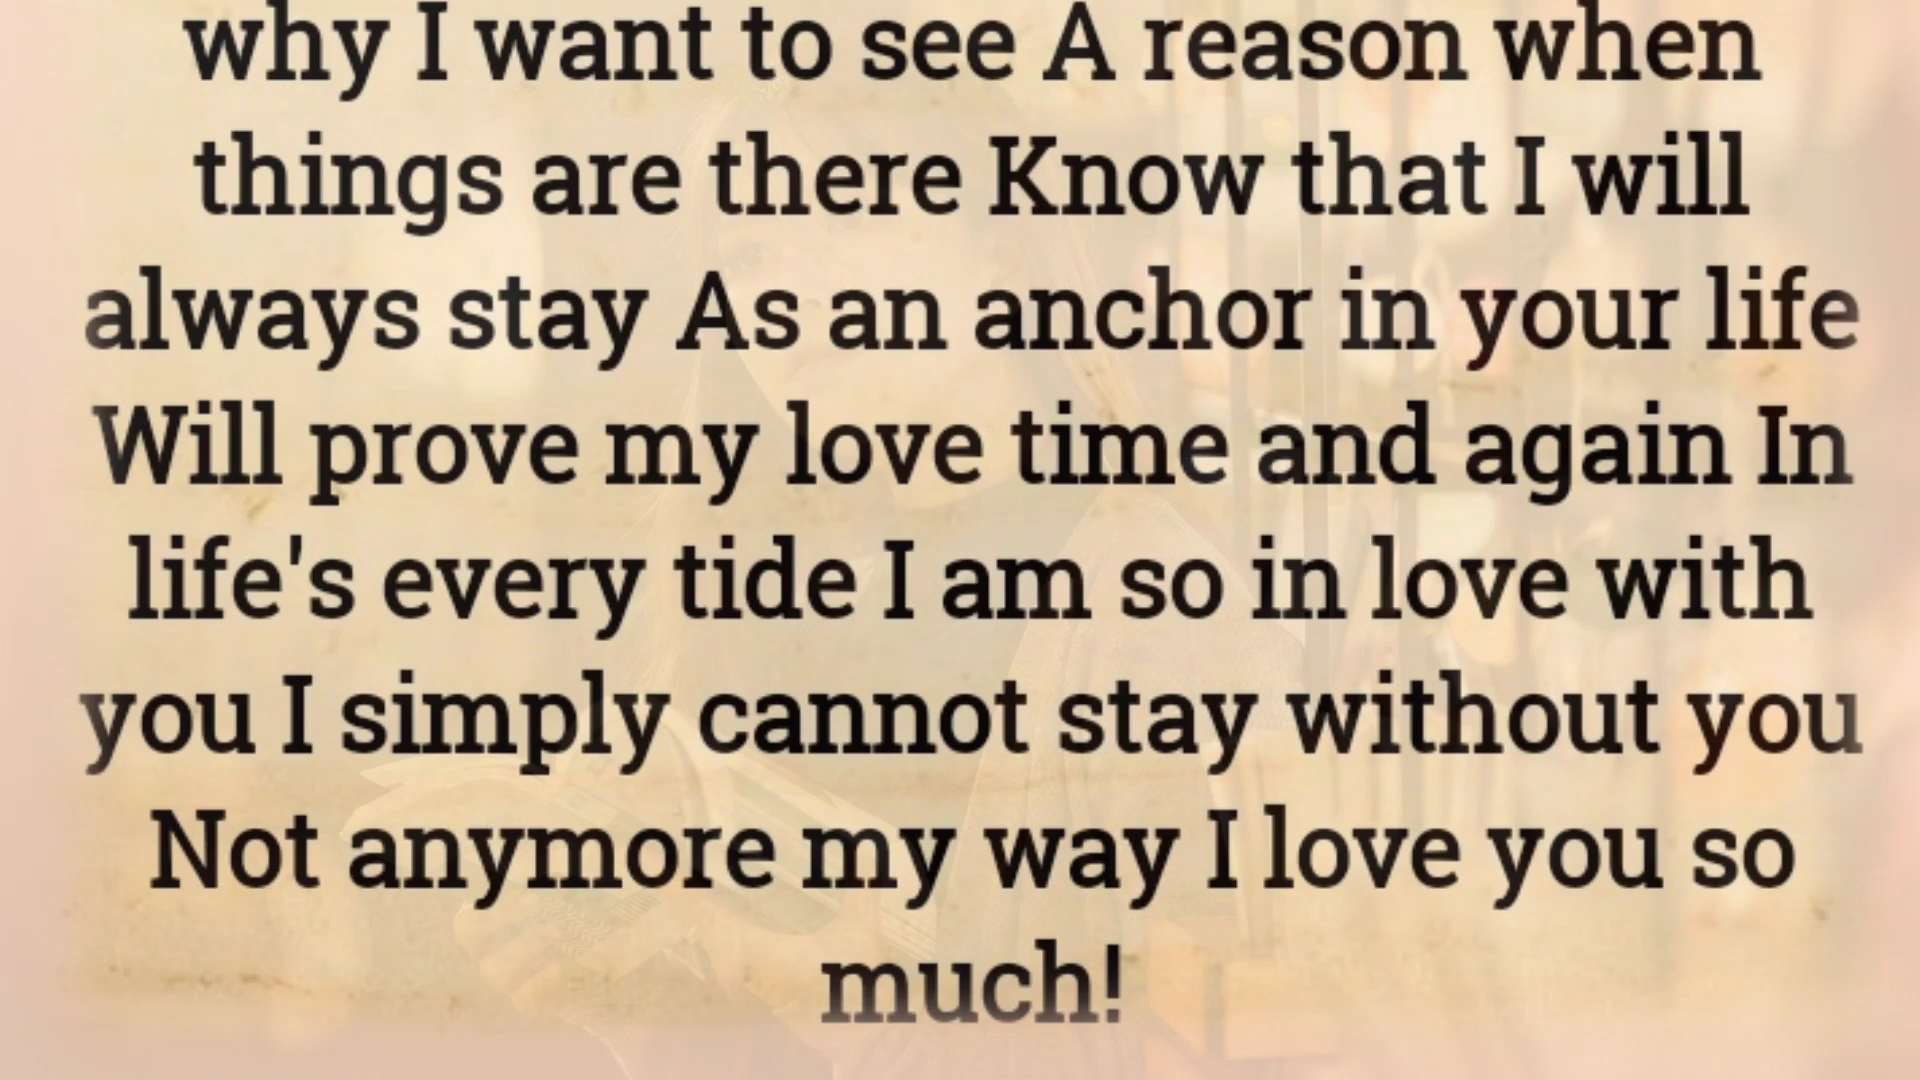 why I want to see A reason when
things are there Know that I will
always stay As an anchor in your life
Will prove my love time and again In
life's every tide I am so in love with
you I simply cannot stay without you
Not anymore my way I love you so
much!